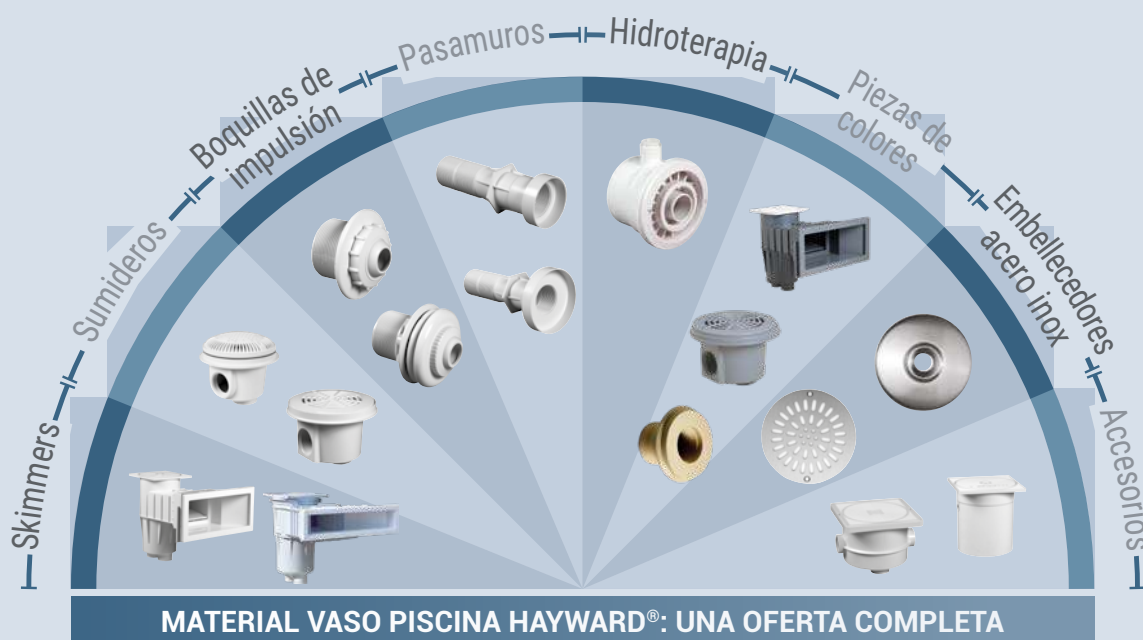 Skimmers
Sumideros
Boquillas de
impulsión
Pasamuros
Hidroterapia
Piezas de
colores
Embellecedores
acero inox
Accesorios
MATERIAL VASO PISCINA HAYWARD®: UNA OFERTA COMPLETA